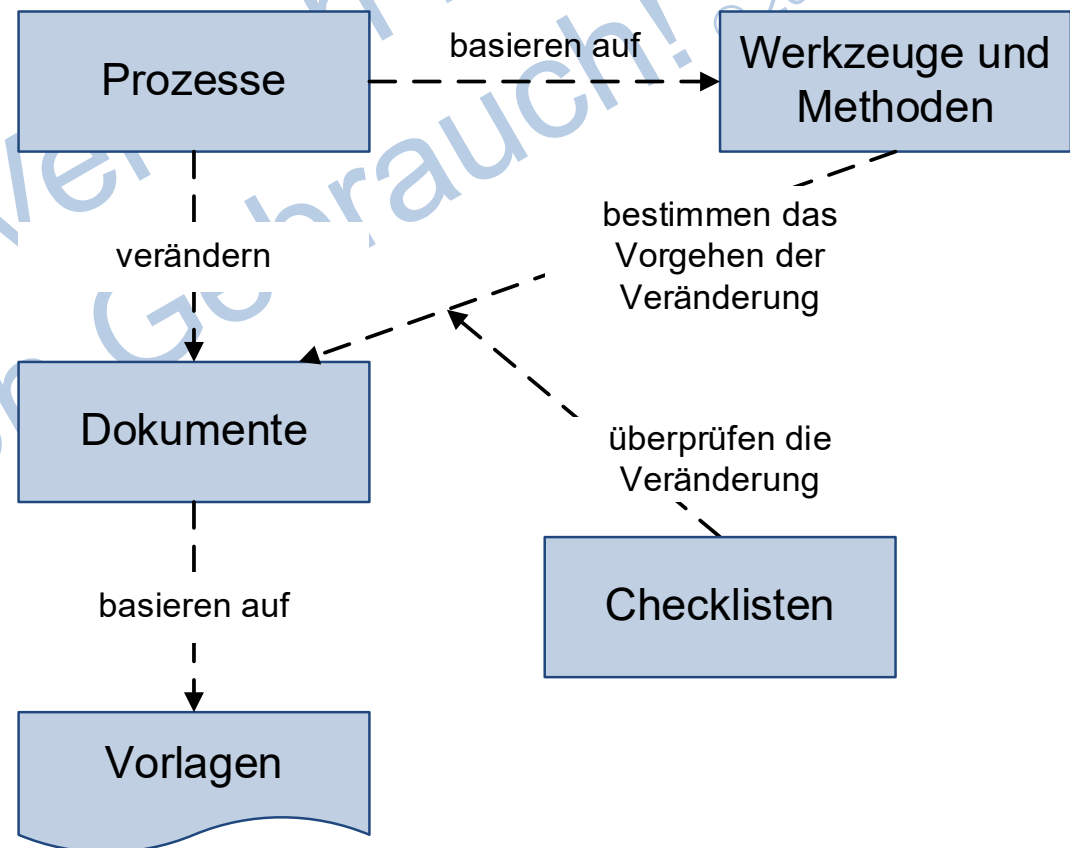 basieren auf
Prozesse
Werkzeuge und
Methoden
verändern
bestimmen das
Vorgehen der
Veränderung
Dokumente
überprüfen die
Veränderung
basieren auf
Checklisten
Vorlagen
Gebrauch!